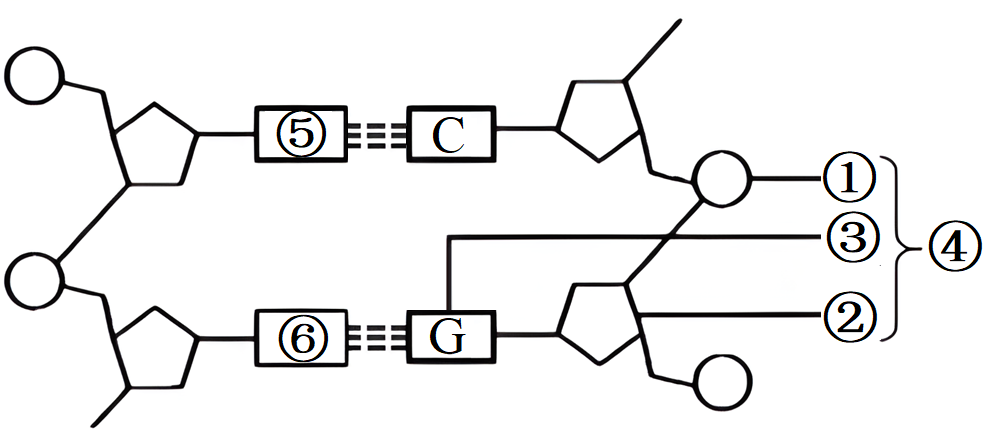 ⑤ C
①
③
④
⑥ G
②